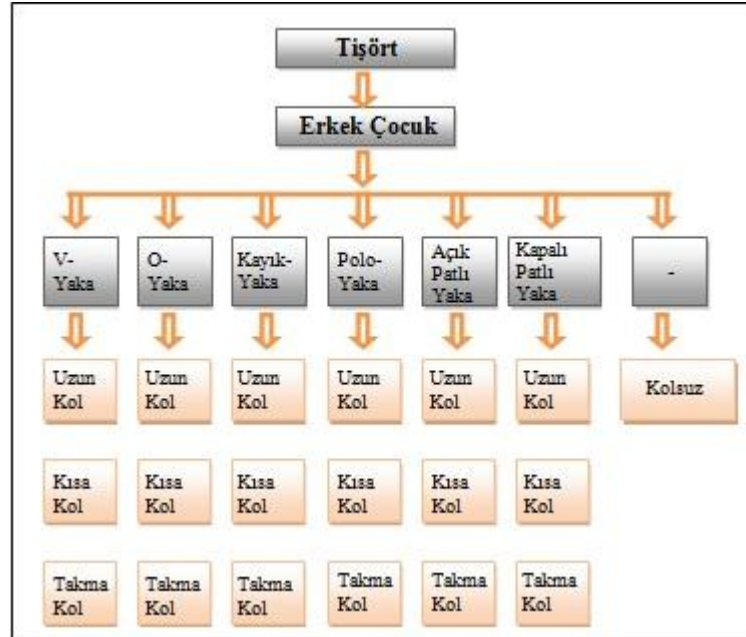 Tişört
Erkek Çocuk
V-
Yaka
O-
Yaka
Kayık-
Yaka
Polo-
Yaka
Açık
Patlı
Yaka
Kapalı
Patlı
Yaka
-
Uzun
Kol
Uzun
Kol
Uzun
Kol
Uzun
Kol
Uzun
Kol
Uzun
Kol
Kolsuz
Kısa
Kol
Kısa
Kol
Kısa
Kol
Kısa
Kol
Kısa
Kol
Kısa
Kol
Takma
Kol
Takma
Kol
Takma
Kol
Takma
Kol
Takma
Kol
Takma
Kol